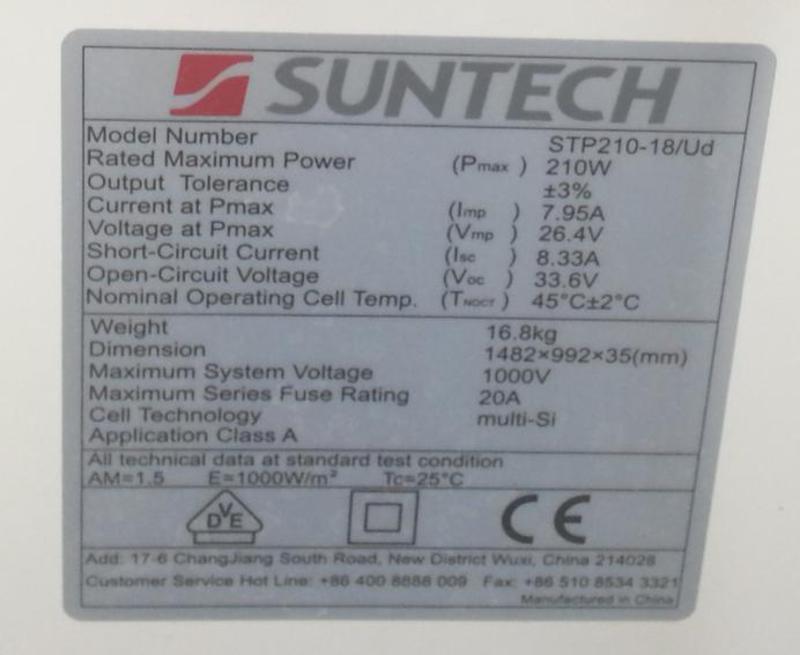 SUNTECH
Model Number STP210-18/Ud
Rated Maximum Power (Pmax) 210W
Output Tolerance ±3%
Current at Pmax (Imp) 7.95A
Voltage at Pmax (Vmp) 26.4V
Short-Circuit Current (Isc) 8.33A
Open-Circuit Voltage (Voc) 33.6V
Nominal Operating Cell Temp. (TNOCT) 45°C±2°C
Weight 16.8kg
Dimension 1482×992×35(mm)
Maximum System Voltage 1000V
Maximum Series Fuse Rating 20A
Cell Technology multi-Si
Application Class A
All technical data at standard test condition
AM=1.5 E=1000W/m² Tc=25°C
DVE CE
Add: 17-6 ChangJiang South Road, New District Wuxi, China 214028
Customer Service Hot Line: +86 400 8888 009 Fax: +86 510 8534 3321
Manufactured in China